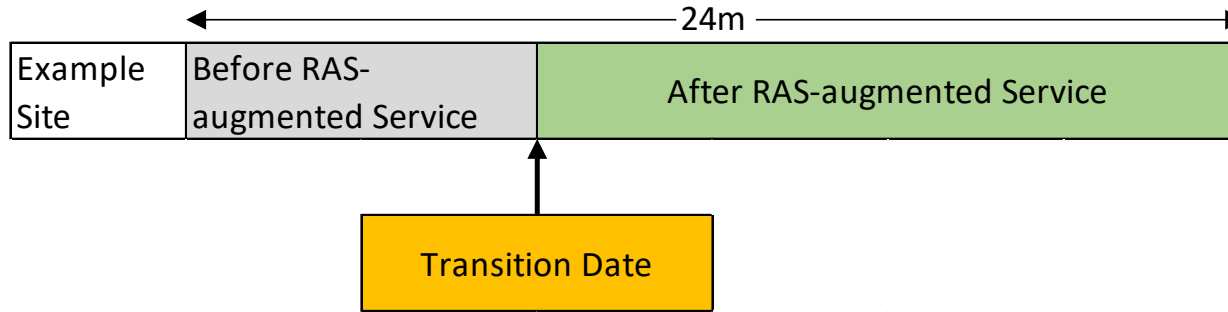 24m
Example
Site
Before RAS-
augmented Service
After RAS-augmented Service
Transition Date